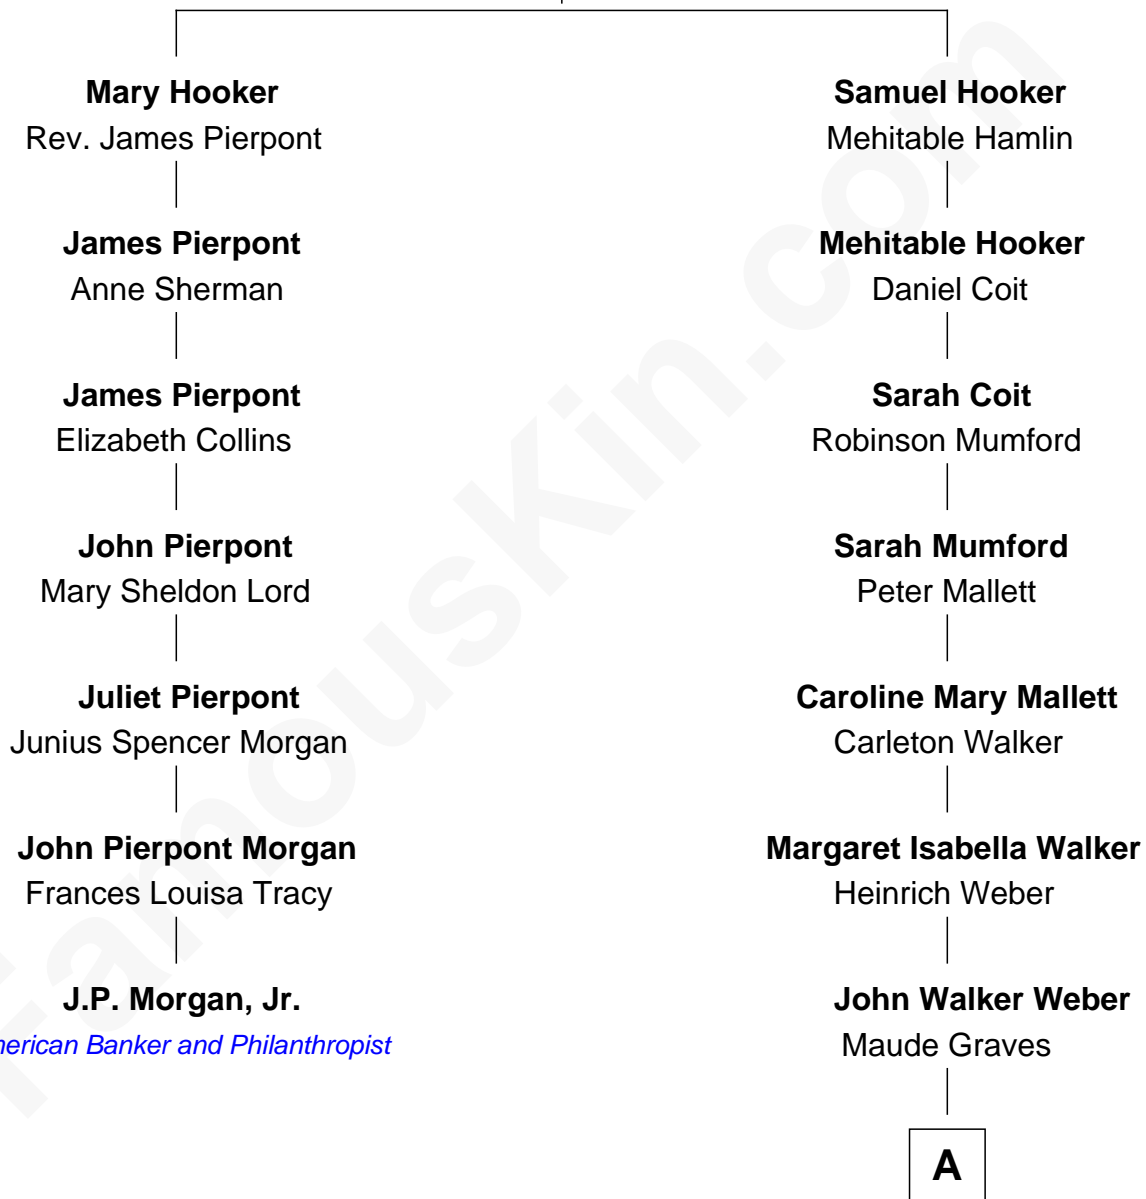 Mary Hooker
Rev. James Pierpont
Samuel Hooker
Mehitable Hamlin
James Pierpont
Anne Sherman
Mehitable Hooker
Daniel Coit
James Pierpont
Elizabeth Collins
Sarah Coit
Robinson Mumford
John Pierpont
Mary Sheldon Lord
Sarah Mumford
Peter Mallett
Juliet Pierpont
Junius Spencer Morgan
Caroline Mary Mallett
Carleton Walker
John Pierpont Morgan
Frances Louisa Tracy
Margaret Isabella Walker
Heinrich Weber
J.P. Morgan, Jr.
merican Banker and Philanthropist
John Walker Weber
Maude Graves
A
FamousKin.com